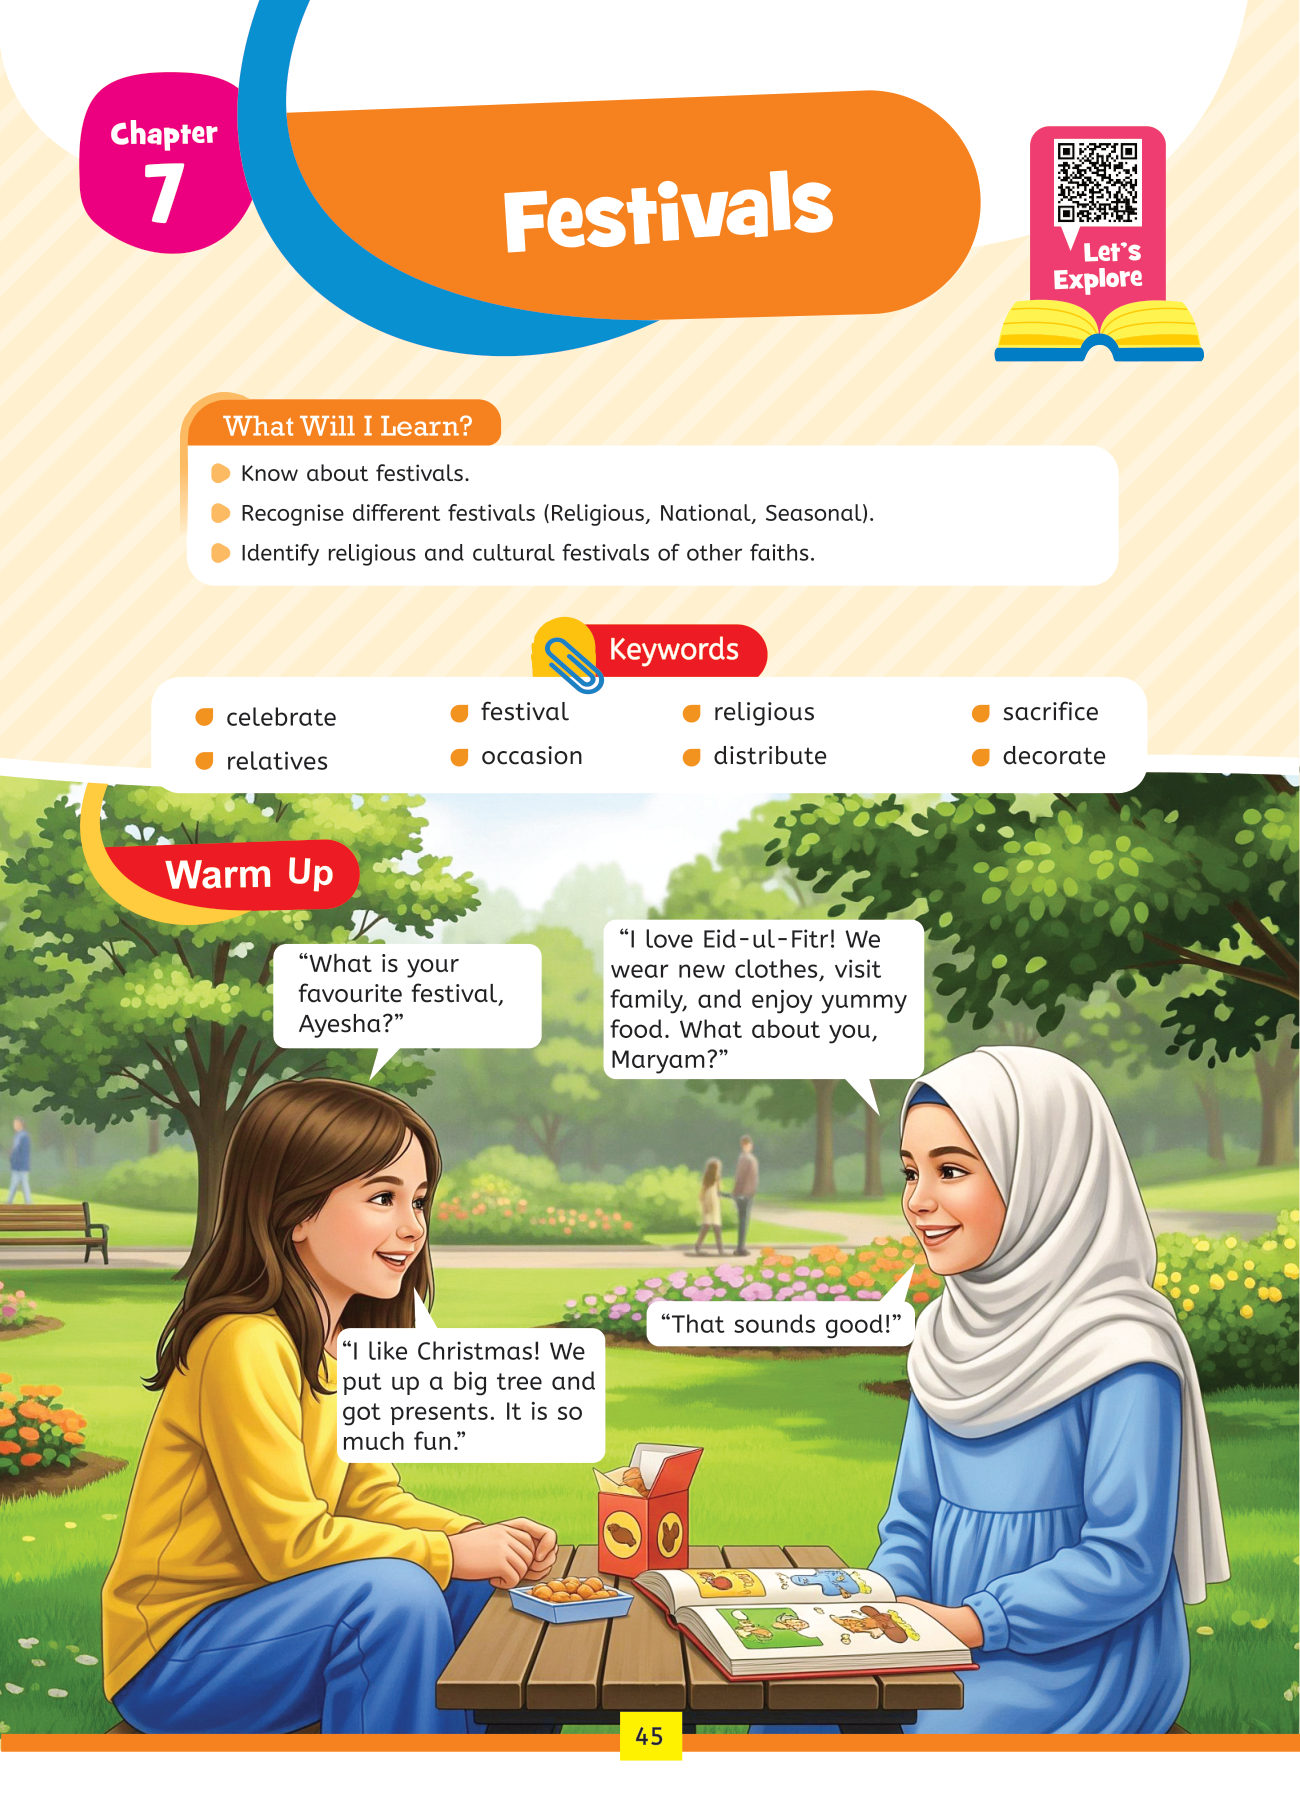 Chapter
7
Festivals
Let's
Explore
What Will I Learn?
Know about festivals.
Recognise different festivals (Religious, National, Seasonal).
Identify religious and cultural festivals of other faiths.
Keywords
celebrate
festival
religious
sacrifice
relatives
occasion
distribute
decorate
Warm Up
“What is your
favourite festival,
Ayesha?”
“I love Eid-ul-Fitr! We
wear new clothes, visit
family, and enjoy yummy
food. What about you,
Maryam?”
“I like Christmas! We
put up a big tree and
got presents. It is so
much fun.”
“That sounds good!”
45